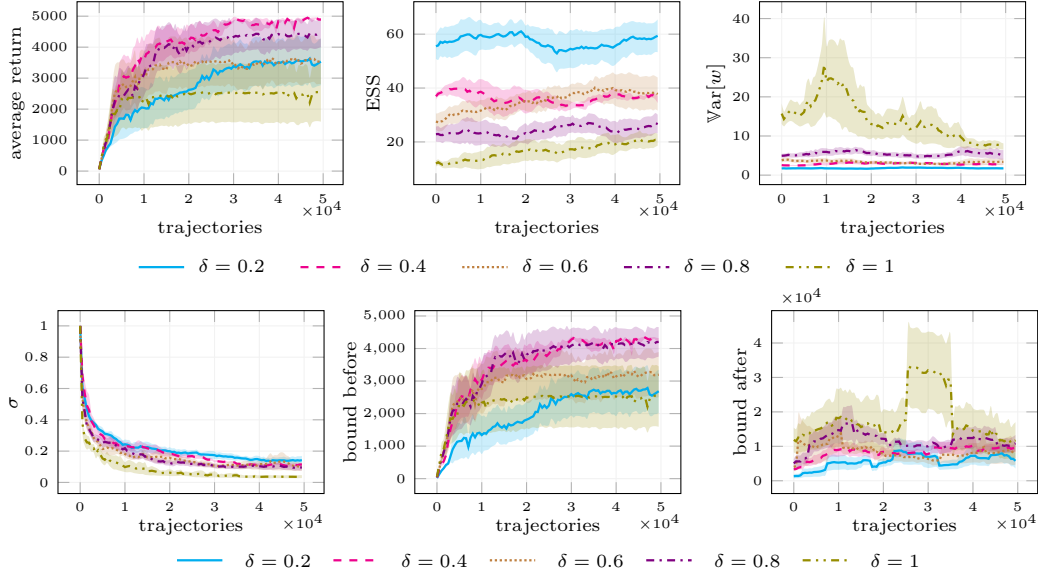 average return
5000
4000
3000
2000
1000
0
0 1 2 3 4 5
×10^4
trajectories
ESS
60
40
20
0 1 2 3 4 5
×10^4
trajectories
𝕍ar[w]
40
30
20
10
0
0 1 2 3 4 5
×10^4
trajectories
δ = 0.2 δ = 0.4 δ = 0.6 δ = 0.8 δ = 1
σ
1
0.8
0.6
0.4
0.2
0
0 1 2 3 4 5
×10^4
trajectories
bound before
5,000
4,000
3,000
2,000
1,000
0
0 1 2 3 4 5
×10^4
trajectories
×10^4
bound after
4
3
2
1
0
0 1 2 3 4 5
×10^4
trajectories
δ = 0.2 δ = 0.4 δ = 0.6 δ = 0.8 δ = 1